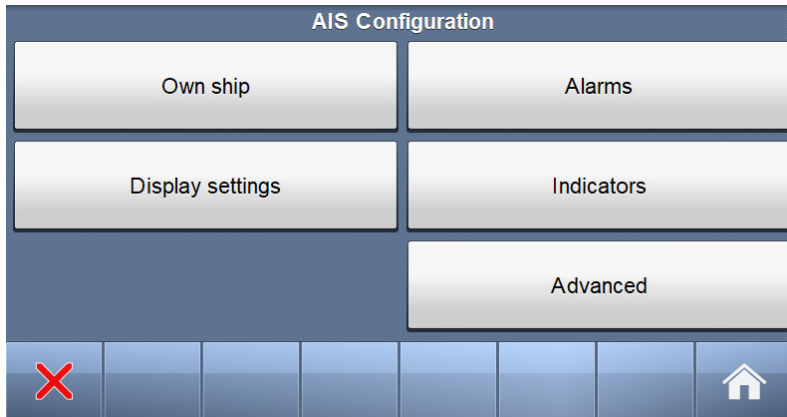 AIS Configuration
Own ship
Alarms
Display settings
Indicators
Advanced